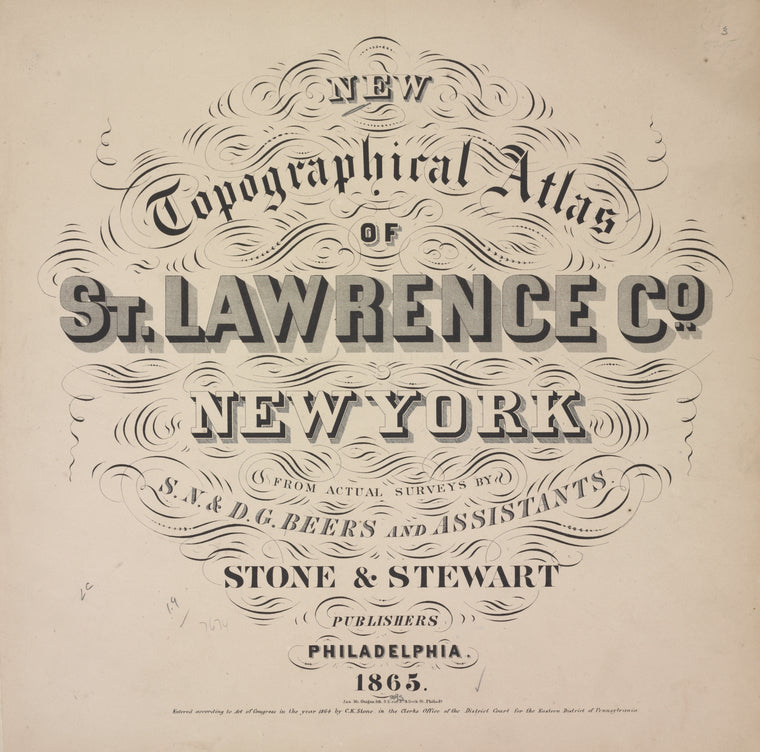 3
NEW
Topographical Atlas
OF
ST. LAWRENCE CO.
NEW YORK
FROM ACTUAL SURVEYS BY
S. N. & D. G. BEERS AND ASSISTANTS.
STONE & STEWART
PUBLISHERS
PHILADELPHIA.
1865.
Entered according to Act of Congress in the year 1864 by C.K. Stone in the Clerks Office of the District Court for the Eastern District of Pennsylvania